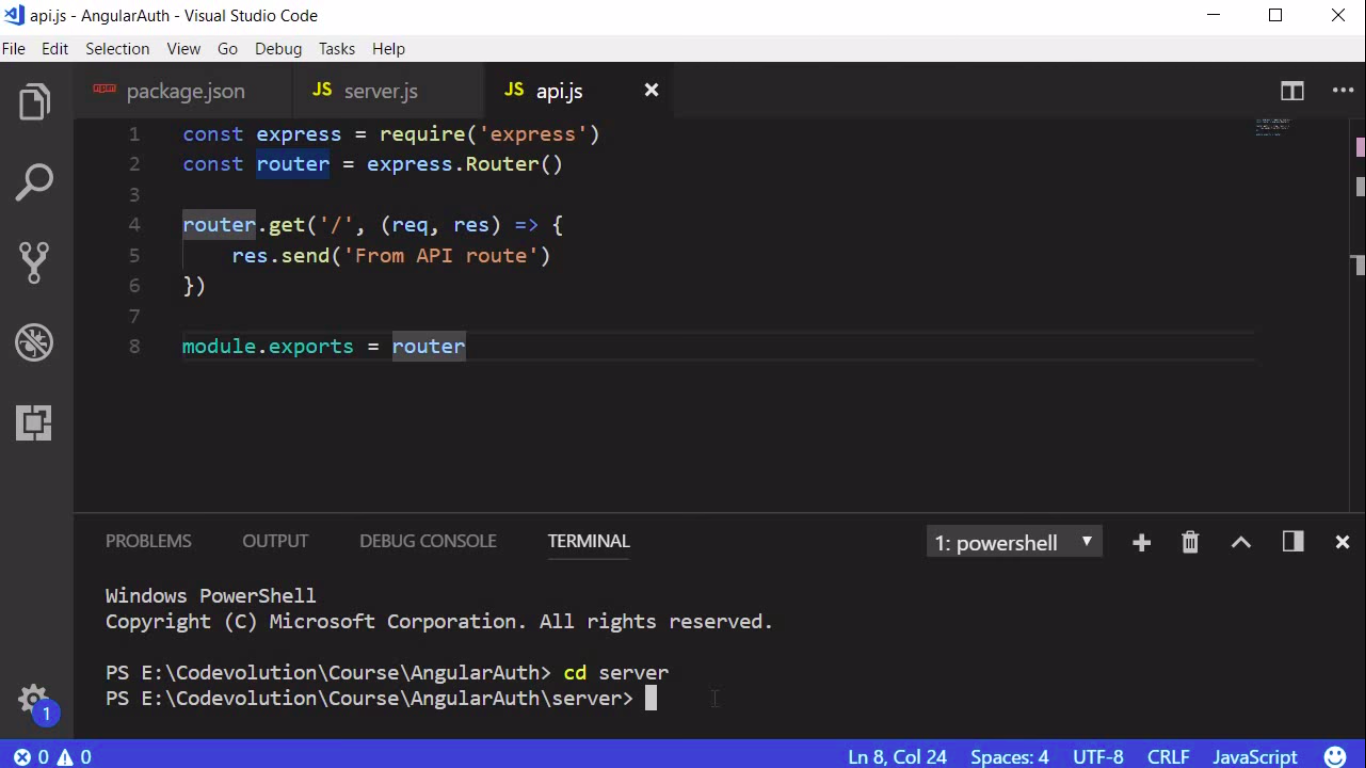 api.js - AngularAuth - Visual Studio Code
File Edit Selection View Go Debug Tasks Help
npm package.json JS server.js JS api.js
1 const express = require('express')
2 const router = express.Router()
3
4 router.get('/', (req, res) => {
5     res.send('From API route')
6 })
7
8 module.exports = router
PROBLEMS OUTPUT DEBUG CONSOLE TERMINAL 1: powershell
Windows PowerShell
Copyright (C) Microsoft Corporation. All rights reserved.
PS E:\Codevolution\Course\AngularAuth> cd server
PS E:\Codevolution\Course\AngularAuth\server>
1
0 0 Ln 8, Col 24 Spaces: 4 UTF-8 CRLF JavaScript